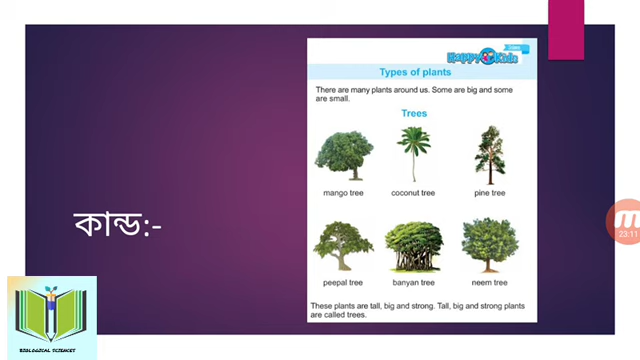 Happy Kids
Types of plants
There are many plants around us. Some are big and some
are small.
Trees
mango tree
coconut tree
pine tree
peepal tree
banyan tree
neem tree
These plants are tall, big and strong. Tall, big and strong plants
are called trees.
কান্ড:-
23:11
BIOLOGICAL SCIENCES